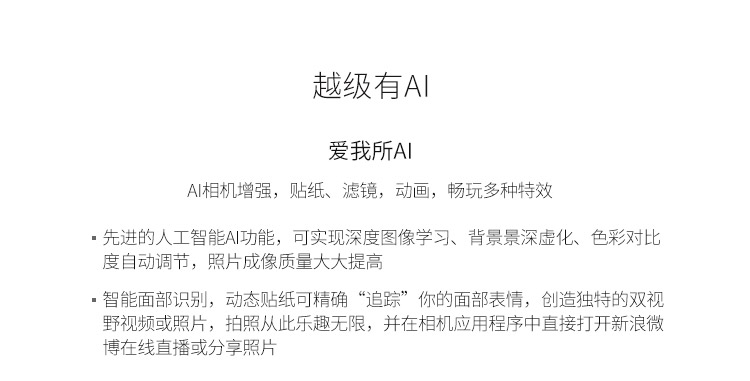 越级有AI
爱我所AI
AI相机增强，贴纸、滤镜，动画，畅玩多种特效
▪ 先进的人工智能AI功能，可实现深度图像学习、背景景深虚化、色彩对比
度自动调节，照片成像质量大大提高
▪ 智能面部识别，动态贴纸可精确“追踪”你的面部表情，创造独特的双视
野视频或照片，拍照从此乐趣无限，并在相机应用程序中直接打开新浪微
博在线直播或分享照片